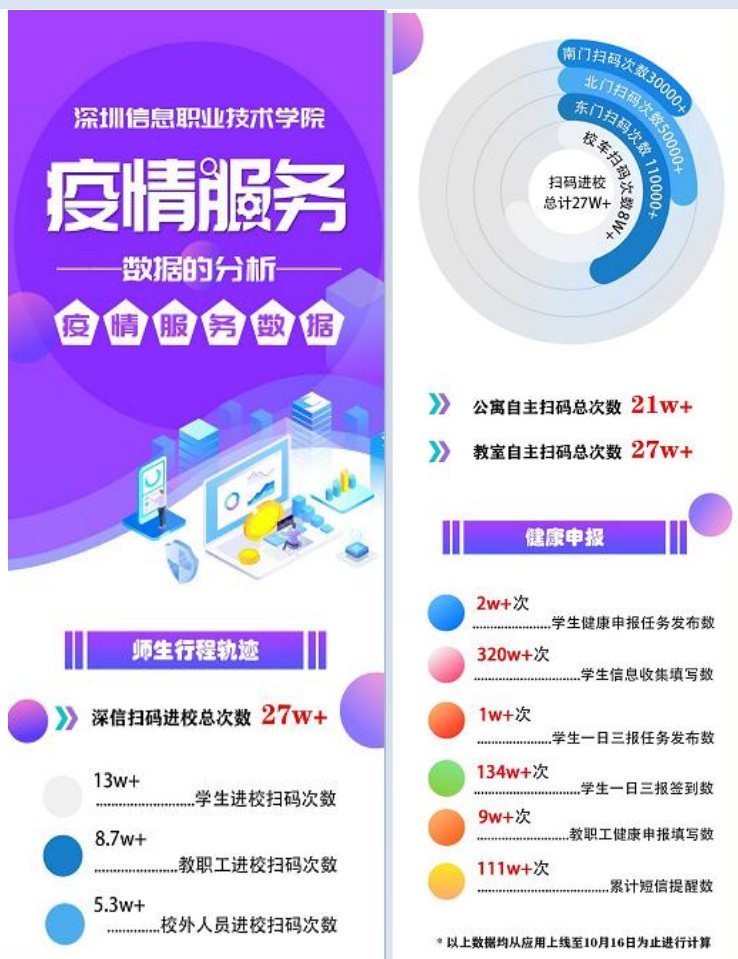 深圳信息职业技术学院
疫情服务
数据的分析
疫情服务数据
师生行程轨迹
深信扫码进校总次数 27w+
13w+
学生进校扫码次数
8.7w+
教职工进校扫码次数
5.3w+
校外人员进校扫码次数
南门扫码次数30000+
北门扫码次数50000+
东门扫码次数 110000+
校车扫码次数8W+
扫码进校
总计27W+
公寓自主扫码总次数 21w+
教室自主扫码总次数 27w+
健康申报
2w+次
学生健康申报任务发布数
320w+次
学生信息收集填写数
1w+次
学生一日三报任务发布数
134w+次
学生一日三报签到数
9w+次
教职工健康申报填写数
111w+次
累计短信提醒数
* 以上数据均从应用上线至10月16日为止进行计算